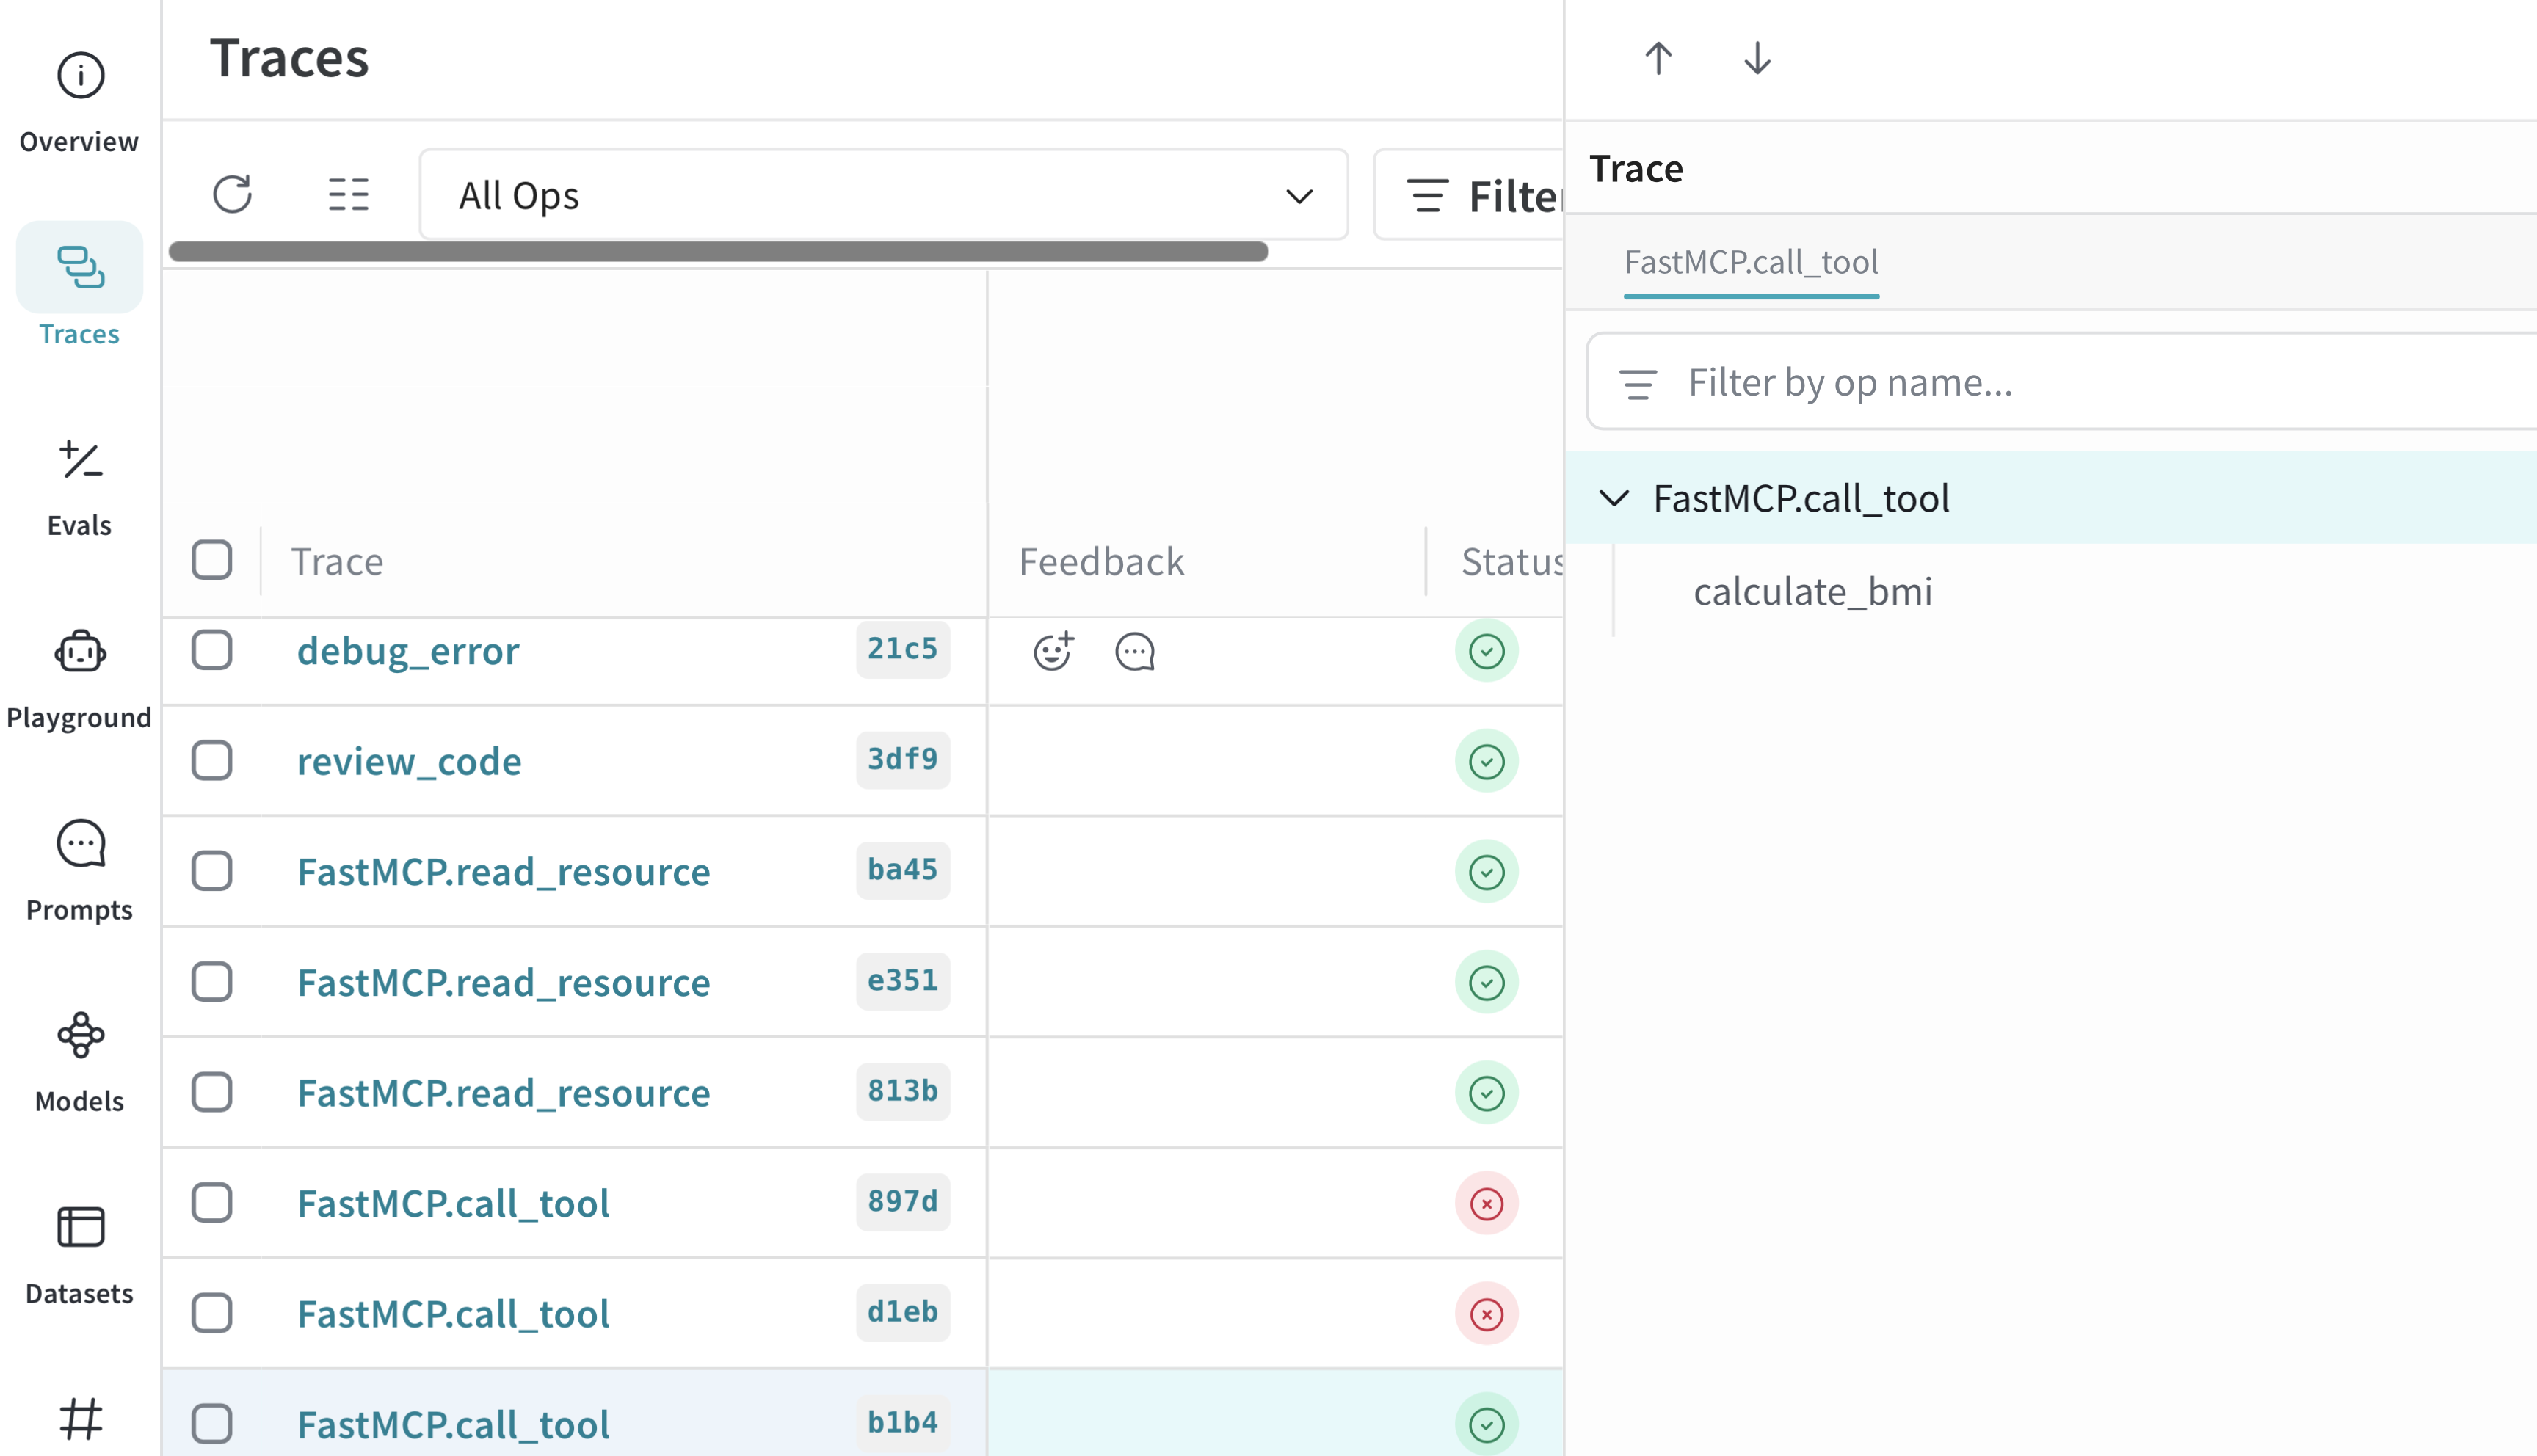 Overview
Traces
Evals
Playground
Prompts
Models
Datasets
Traces
All Ops
Filter
Trace
Feedback
Status
debug_error 21c5
review_code 3df9
FastMCP.read_resource ba45
FastMCP.read_resource e351
FastMCP.read_resource 813b
FastMCP.call_tool 897d
FastMCP.call_tool d1eb
FastMCP.call_tool b1b4
Trace
FastMCP.call_tool
Filter by op name...
FastMCP.call_tool
calculate_bmi